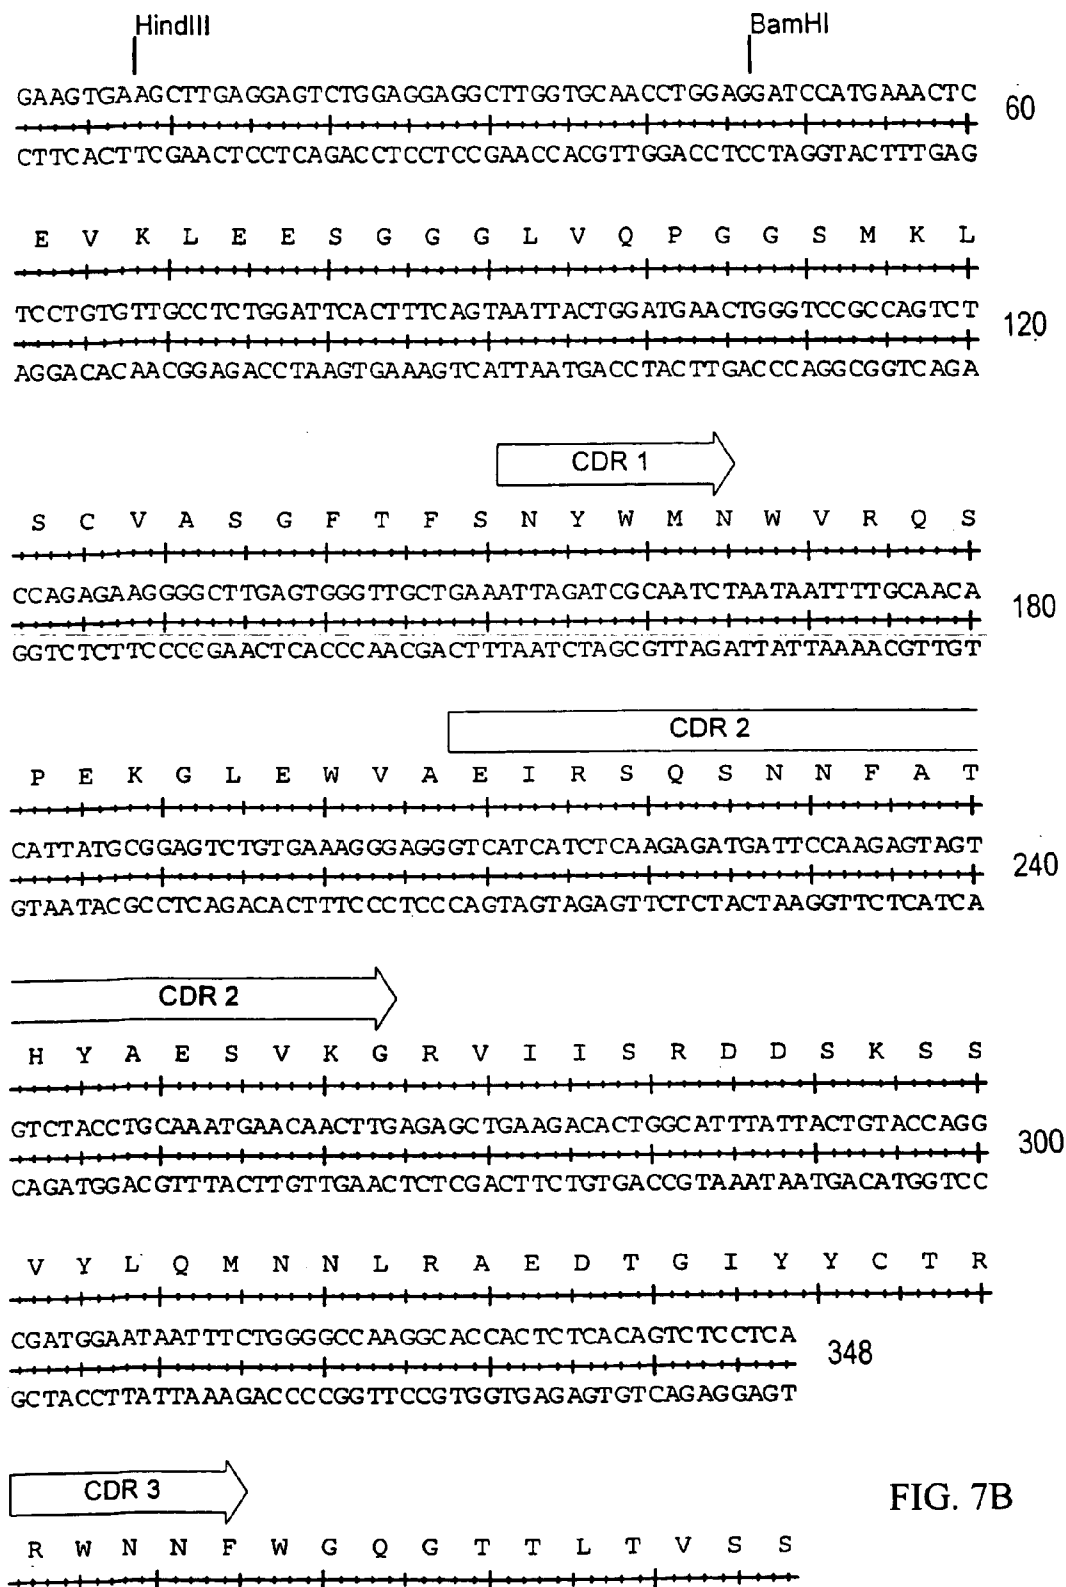 HindIII BamHI
GAAGTGAAGCTTGAGGAGTCTGGAGGAGGCTTGGTGCAACCTGGAGGATCCATGAAACTC 60
CTTCACTTCGAACTCCTCAGACCTCCTCCGAACCACGTTGGACCTCCTAGGTACTTTGAG
E V K L E E S G G G L V Q P G G S M K L
TCCTGTGTTGCCTCTGGATTCACTTTCAGTAATTACTGGATGAACTGGGTCCGCCAGTCT 120
AGGACACAACGGAGACCTAAGTGAAAGTCATTAATGACCTACTTGACCCAGGCGGTCAGA
CDR 1
S C V A S G F T F S N Y W M N W V R Q S
CCAGAGAAGGGGCTTGAGTGGGTTGCTGAAATTAGATCGCAATCTAATAATTTTGCAACA 180
GGTCTCTTCCCCGAACTCACCCAACGACTTTAATCTAGCGTTAGATTATTAAAACGTTGT
CDR 2
P E K G L E W V A E I R S Q S N N F A T
CATTATGCGGAGTCTGTGAAAGGGAGGGTCATCATCTCAAGAGATGATTCCAAGAGTAGT 240
GTAATACGCCTCAGACACTTTCCCTCCCAGTAGTAGAGTTCTCTACTAAGGTTCTCATCA
CDR 2
H Y A E S V K G R V I I S R D D S K S S
GTCTACCTGCAAATGAACAACTTGAGAGCTGAAGACACTGGCATTTATTACTGTACCAGG 300
CAGATGGACGTTTACTTGTTGAACTCTCGACTTCTGTGACCGTAAATAATGACATGGTCC
V Y L Q M N N L R A E D T G I Y Y C T R
CGATGGAATAATTTCTGGGGCCAAGGCACCACTCTCACAGTCTCCTCA 348
GCTACCTTATTAAAGACCCCGGTTCCGTGGTGAGAGTGTCAGAGGAGT
CDR 3
FIG. 7B
R W N N F W G Q G T T L T V S S